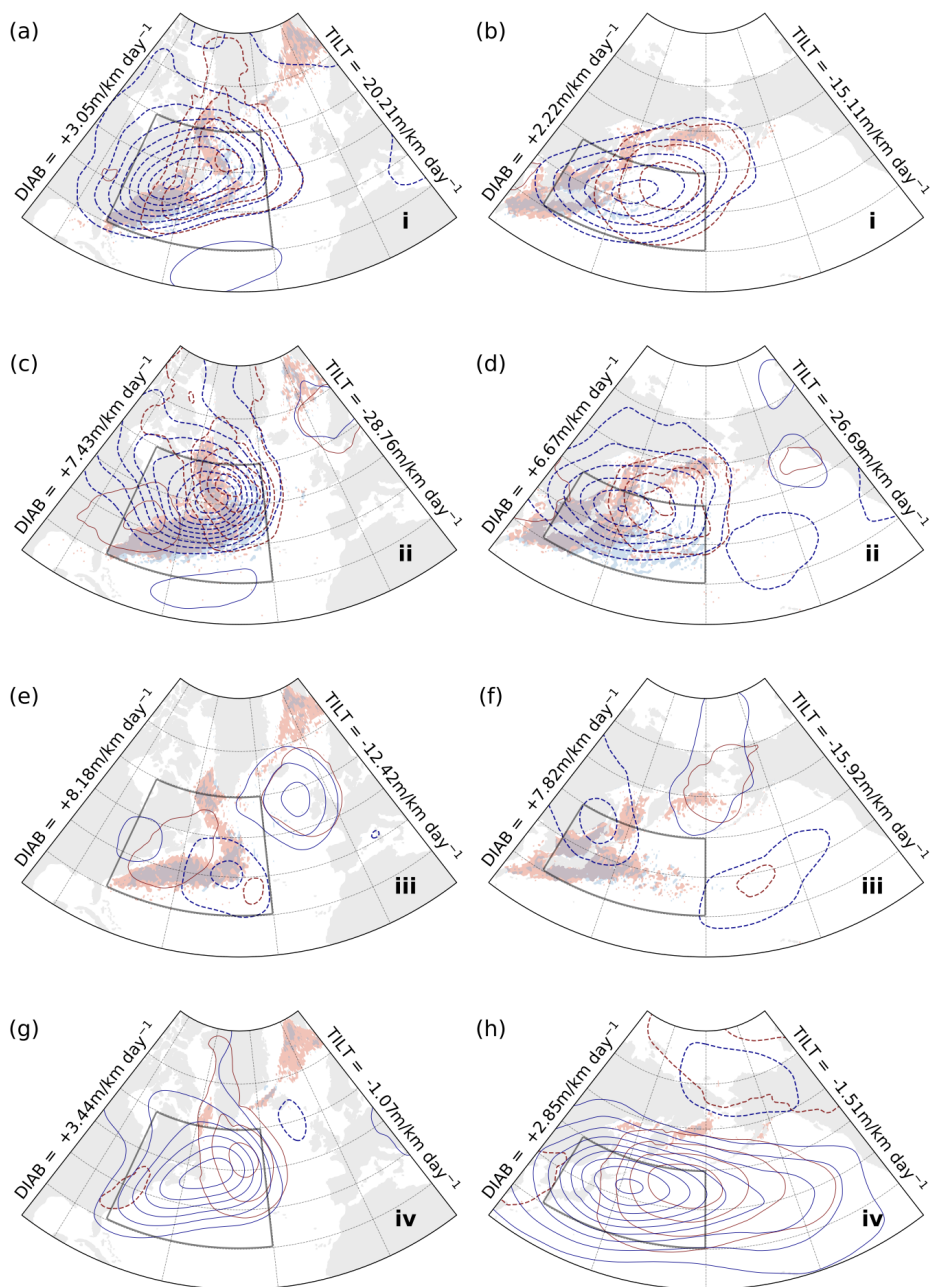 (a)
DIAB = +3.05m/km day⁻¹
TILT = -20.21m/km day⁻¹
i
(b)
DIAB = +2.22m/km day⁻¹
TILT = -15.11m/km day⁻¹
i
(c)
DIAB = +7.43m/km day⁻¹
TILT = -28.76m/km day⁻¹
ii
(d)
DIAB = +6.67m/km day⁻¹
TILT = -26.69m/km day⁻¹
ii
(e)
DIAB = +8.18m/km day⁻¹
TILT = -12.42m/km day⁻¹
iii
(f)
DIAB = +7.82m/km day⁻¹
TILT = -15.92m/km day⁻¹
iii
(g)
DIAB = +3.44m/km day⁻¹
TILT = -1.07m/km day⁻¹
iv
(h)
DIAB = +2.85m/km day⁻¹
TILT = -1.51m/km day⁻¹
iv